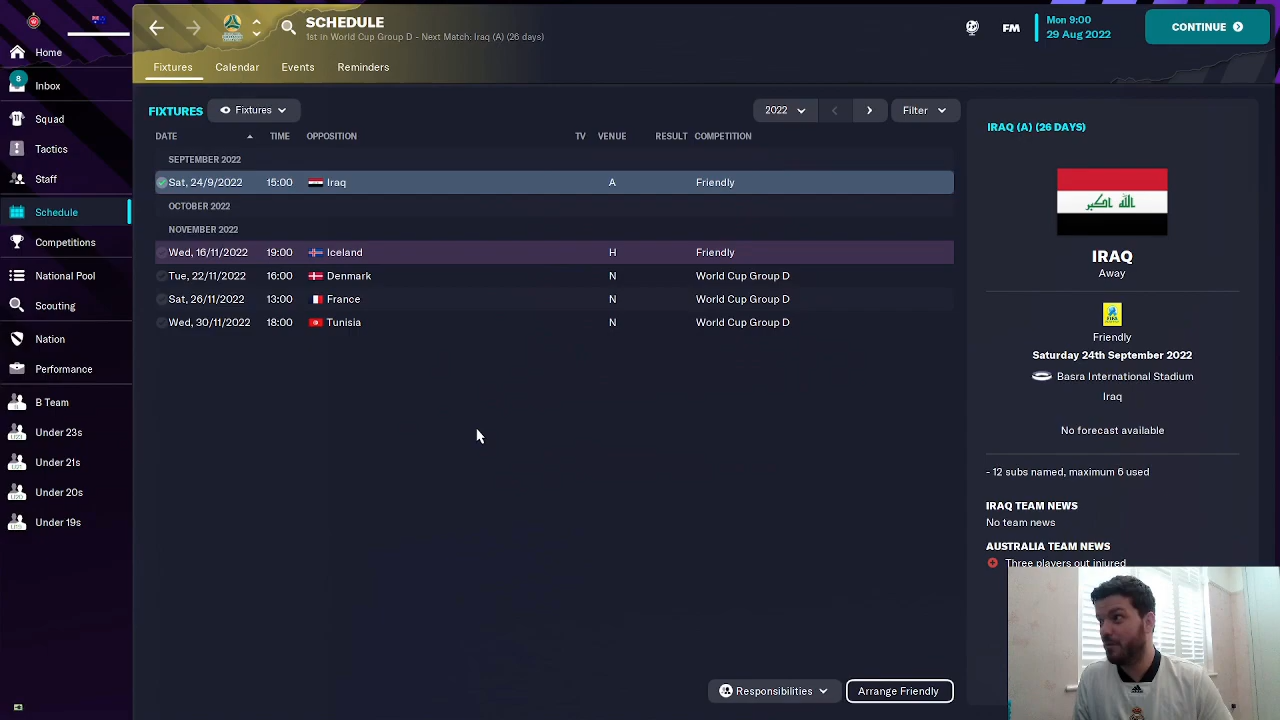 SCHEDULE
1st in World Cup Group D - Next Match: Iraq (A) (26 days)
FM
Mon 9:00
29 Aug 2022
CONTINUE
Fixtures
Calendar
Events
Reminders
Home
8
Inbox
Squad
Tactics
Staff
Schedule
Competitions
National Pool
Scouting
Nation
Performance
B Team
Under 23s
Under 21s
Under 20s
Under 19s
FIXTURES
Fixtures
2022
Filter
DATE TIME OPPOSITION TV VENUE RESULT COMPETITION
SEPTEMBER 2022
Sat, 24/9/2022 15:00 Iraq A Friendly
OCTOBER 2022
NOVEMBER 2022
Wed, 16/11/2022 19:00 Iceland H Friendly
Tue, 22/11/2022 16:00 Denmark N World Cup Group D
Sat, 26/11/2022 13:00 France N World Cup Group D
Wed, 30/11/2022 18:00 Tunisia N World Cup Group D
Responsibilities
Arrange Friendly
IRAQ (A) (26 DAYS)
الله اكبر
IRAQ
Away
Friendly
Saturday 24th September 2022
Basra International Stadium
Iraq
No forecast available
- 12 subs named, maximum 6 used
IRAQ TEAM NEWS
No team news
AUSTRALIA TEAM NEWS
Three players out injured